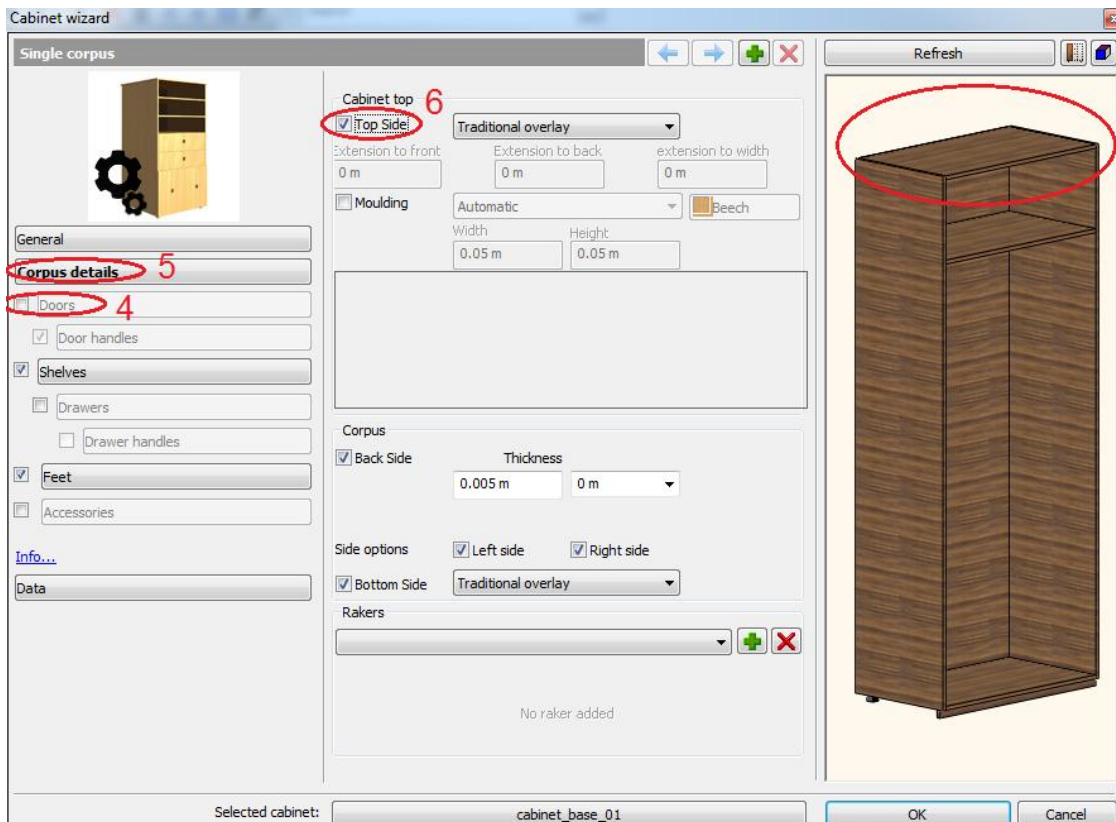 Cabinet wizard
Single corpus
Refresh
Cabinet top 6
Top Side Traditional overlay
Extension to front Extension to back extension to width
0 m 0 m 0 m
Moulding Automatic Beech
Width Height
0.05 m 0.05 m
General
Corpus details 5
Doors 4
Door handles
Shelves
Drawers
Drawer handles
Feet
Accessories
Info...
Data
Corpus
Back Side Thickness
0.005 m 0 m
Side options Left side Right side
Bottom Side Traditional overlay
Rakers
No raker added
Selected cabinet: cabinet_base_01 OK Cancel